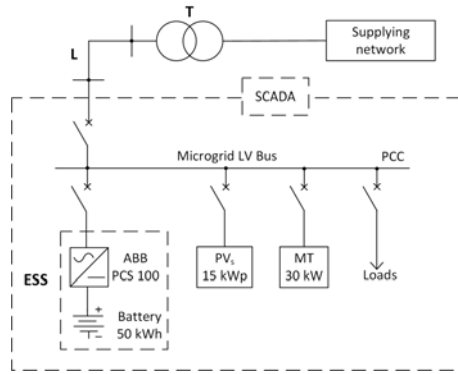 T
Supplying
network
L
SCADA
Microgrid LV Bus
PCC
ABB
PCS 100
PVs
15 kWp
MT
30 kW
Loads
ESS
+
Battery
50 kWh
−